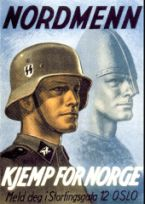 NORDMENN
KJEMP FOR NORGE
Meld deg i Stortingsgata 12 OSLO